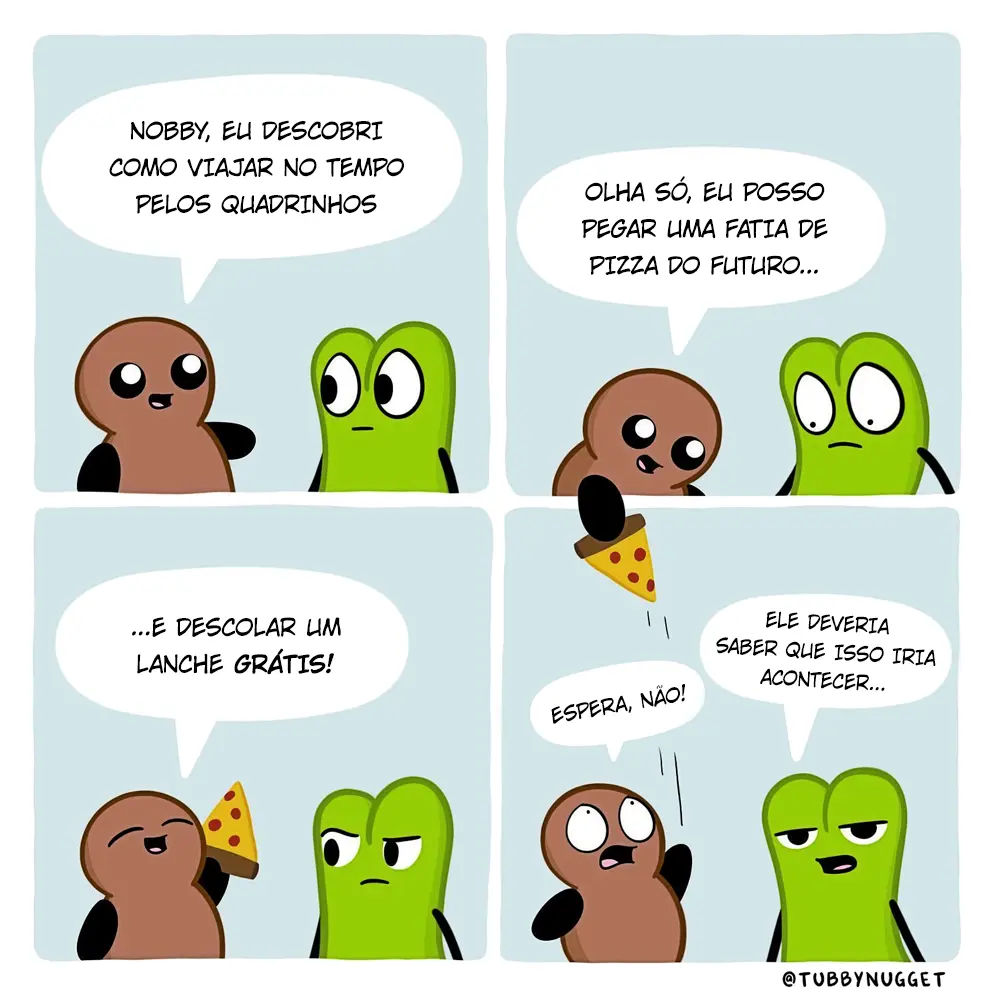 NOBBY, EU DESCOBRI
COMO VIAJAR NO TEMPO
PELOS QUADRINHOS
OLHA SÓ, EU POSSO
PEGAR UMA FATIA DE
PIZZA DO FUTURO...
...E DESCOLAR UM
LANCHE GRÁTIS!
ESPERA, NÃO!
ELE DEVERIA
SABER QUE ISSO IRIA
ACONTECER...
@TUBBYNUGGET